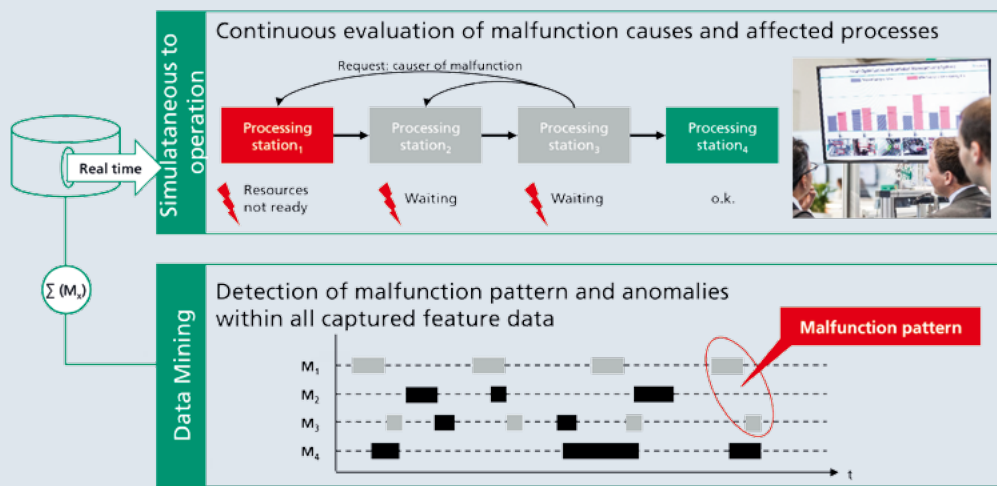 Simulataneous to
operation
Continuous evaluation of malfunction causes and affected processes
Request: causer of malfunction
Processing
station1
Processing
station2
Processing
station3
Processing
station4
Real time
Resources
not ready
Waiting
Waiting
o.k.
∑ (Mx)
Data Mining
Detection of malfunction pattern and anomalies
within all captured feature data
Malfunction pattern
M1
M2
M3
M4
t